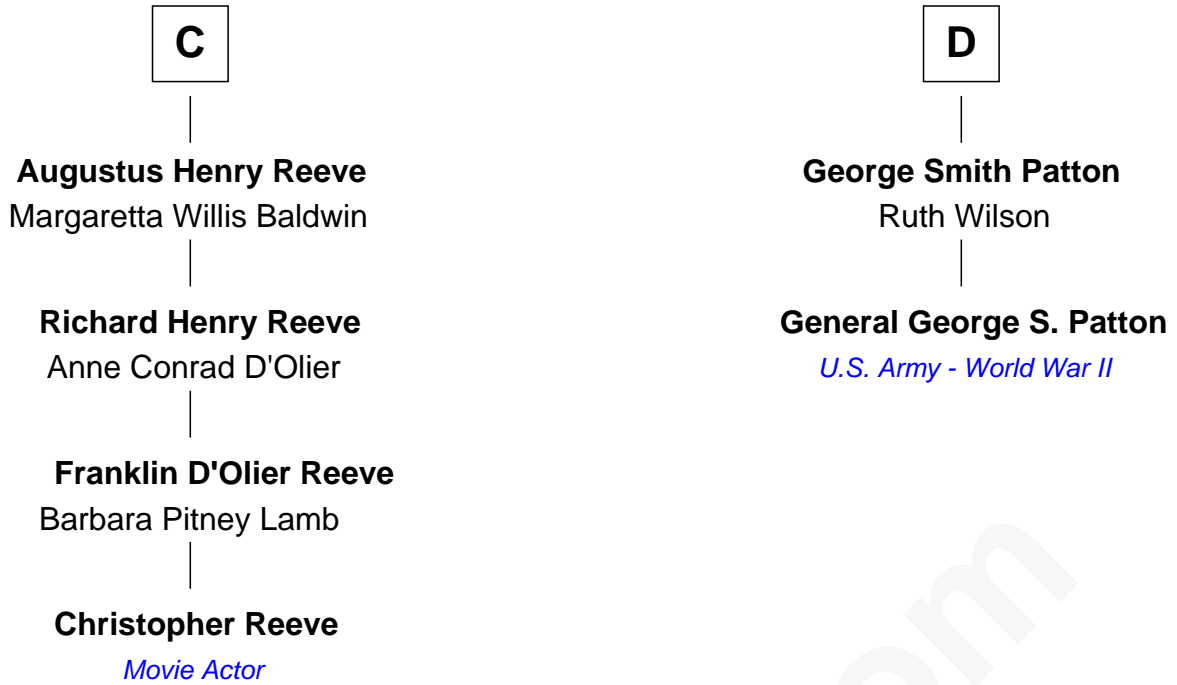 C
Augustus Henry Reeve
Margaretta Willis Baldwin
Richard Henry Reeve
Anne Conrad D'Olier
Franklin D'Olier Reeve
Barbara Pitney Lamb
Christopher Reeve
Movie Actor
D
George Smith Patton
Ruth Wilson
General George S. Patton
U.S. Army - World War II
om